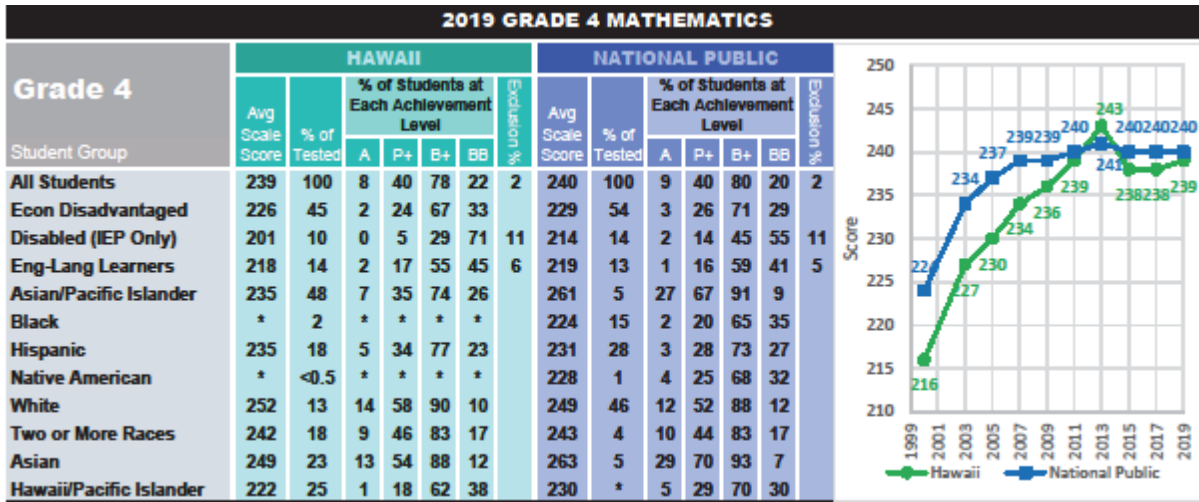 2019 GRADE 4 MATHEMATICS
Grade 4
Student Group
HAWAII
NATIONAL PUBLIC
Avg Scale Score % of Tested % of Students at Each Achievement Level Exclusion % Avg Scale Score % of Tested % of Students at Each Achievement Level Exclusion %
A P+ B+ BB A P+ B+ BB
All Students 239 100 8 40 78 22 2 240 100 9 40 80 20 2
Econ Disadvantaged 226 45 2 24 67 33 229 54 3 26 71 29
Disabled (IEP Only) 201 10 0 5 29 71 11 214 14 2 14 45 55 11
Eng-Lang Learners 218 14 2 17 55 45 6 219 13 1 16 59 41 5
Asian/Pacific Islander 235 48 7 35 74 26 261 5 27 67 91 9
Black * 2 * * * * 224 15 2 20 65 35
Hispanic 235 18 5 34 77 23 231 28 3 28 73 27
Native American * <0.5 * * * * 228 1 4 25 68 32
White 252 13 14 58 90 10 249 46 12 52 88 12
Two or More Races 242 18 9 46 83 17 243 4 10 44 83 17
Asian 249 23 13 54 88 12 263 5 29 70 93 7
Hawaii/Pacific Islander 222 25 1 18 62 38 230 * 5 29 70 30
Score
250
245
240
235
230
225
220
215
210
224 234 237 239 239 240 241 240 240 240
216 227 230 234 236 239 243 238 238 239
1999 2001 2003 2005 2007 2009 2011 2013 2015 2017 2019
Hawaii National Public